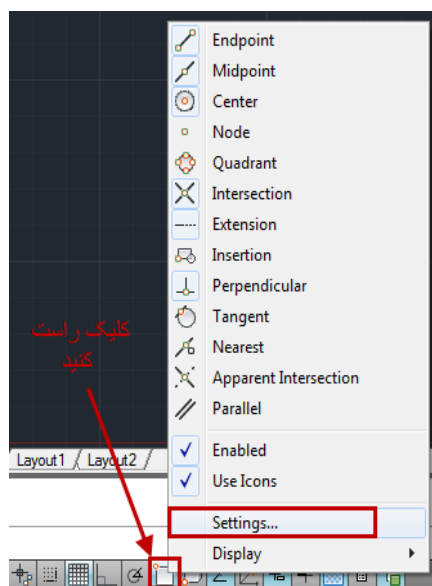 Endpoint
Midpoint
Center
Node
Quadrant
Intersection
Extension
Insertion
Perpendicular
Tangent
Nearest
Apparent Intersection
Parallel
Enabled
Use Icons
Settings...
Display
کلیک راست
کنید
Layout1 / Layout2 /